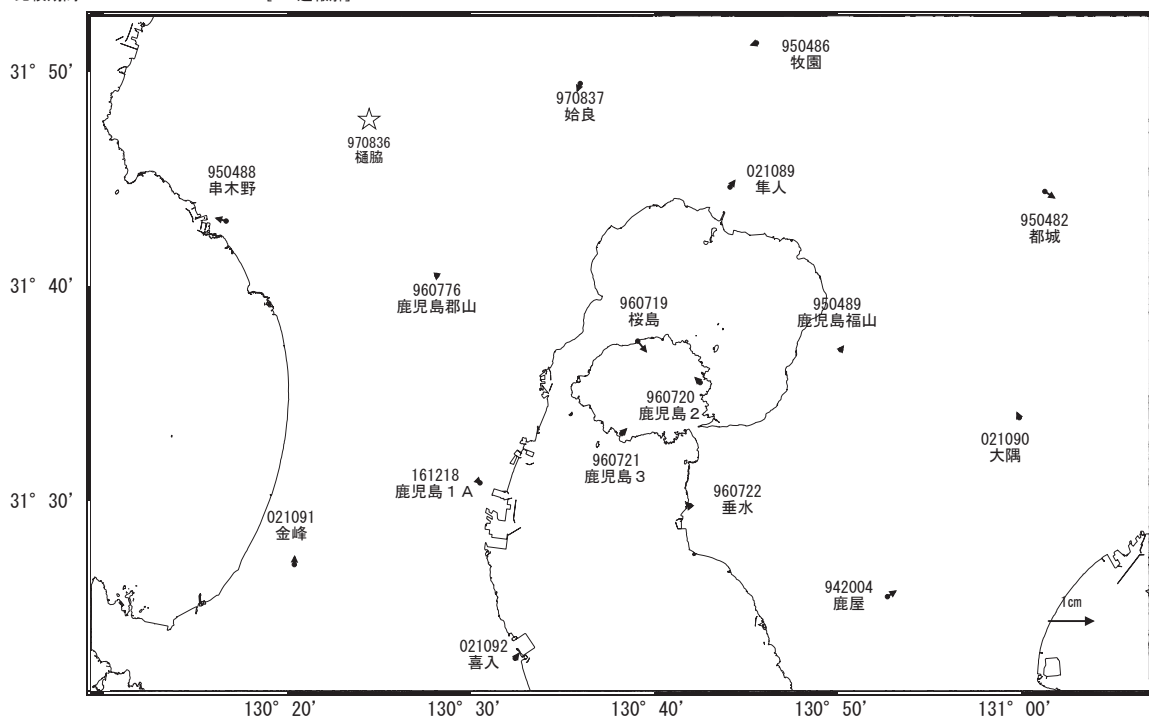 950486
牧園
31° 50'
970837
姶良
970836
樋脇
950488
串木野
021089
隼人
950482
都城
31° 40'
960776
鹿児島郡山
960719
桜島
950489
鹿児島福山
960720
鹿児島２
021090
大隅
960721
鹿児島３
161218
鹿児島１Ａ
960722
垂水
31° 30'
021091
金峰
942004
鹿屋
1cm
021092
喜入
130° 20'
130° 30'
130° 40'
130° 50'
131° 00'